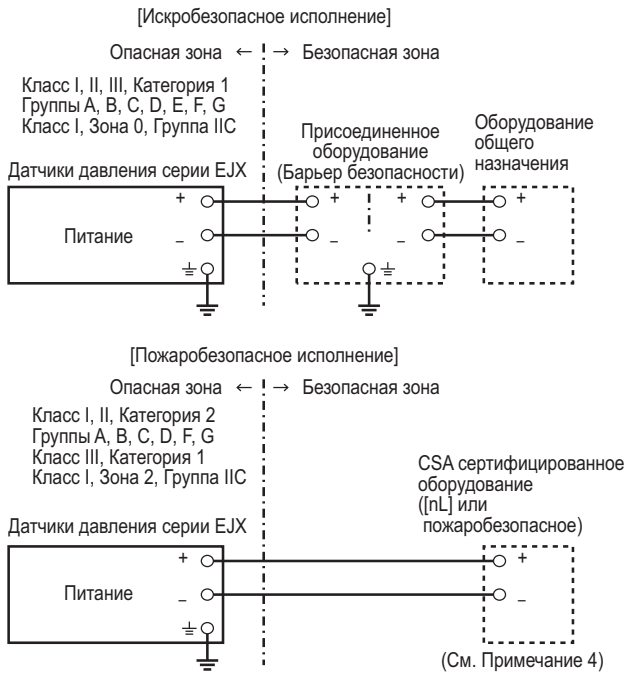 [Искробезопасное исполнение]
Опасная зона ← → Безопасная зона
Класс I, II, III, Категория 1
Группы A, B, C, D, E, F, G
Класс I, Зона 0, Группа IIC
Присоединенное
оборудование
(Барьер безопасности)
Оборудование
общего
назначения
Датчики давления серии EJX
+ + + +
Питание
– – – –
[Пожаробезопасное исполнение]
Опасная зона ← → Безопасная зона
Класс I, II, Категория 2
Группы A, B, C, D, F, G
Класс III, Категория 1
Класс I, Зона 2, Группа IIC
CSA сертифицированное
оборудование
([nL] или
пожаробезопасное)
Датчики давления серии EJX
+ +
Питание
– –
(См. Примечание 4)